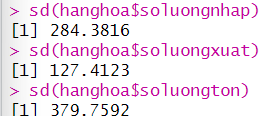 > sd(hanghoa$soluongnhap)
[1] 284.3816
> sd(hanghoa$soluongxuat)
[1] 127.4123
> sd(hanghoa$soluongton)
[1] 379.7592